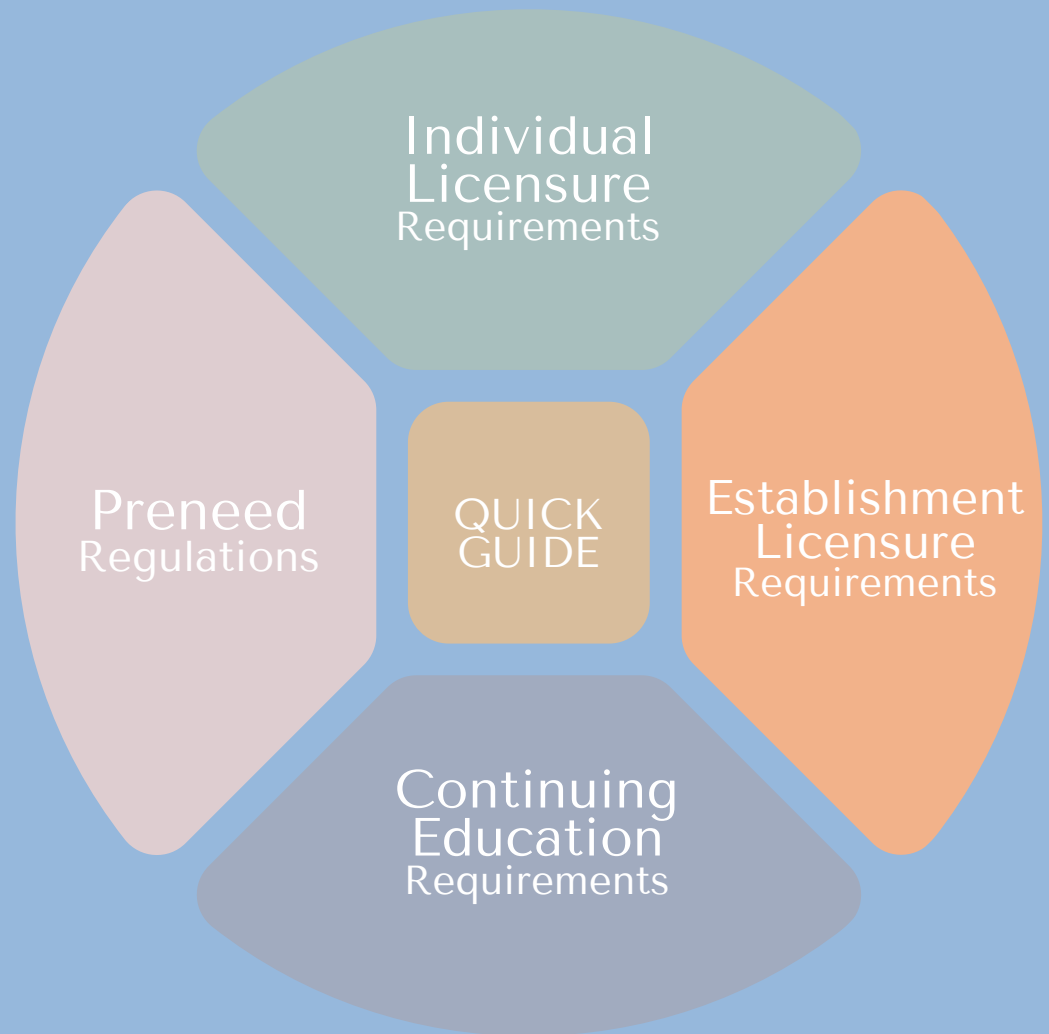 Individual
Licensure
Requirements
Preneed
Regulations
QUICK
GUIDE
Establishment
Licensure
Requirements
Continuing
Education
Requirements